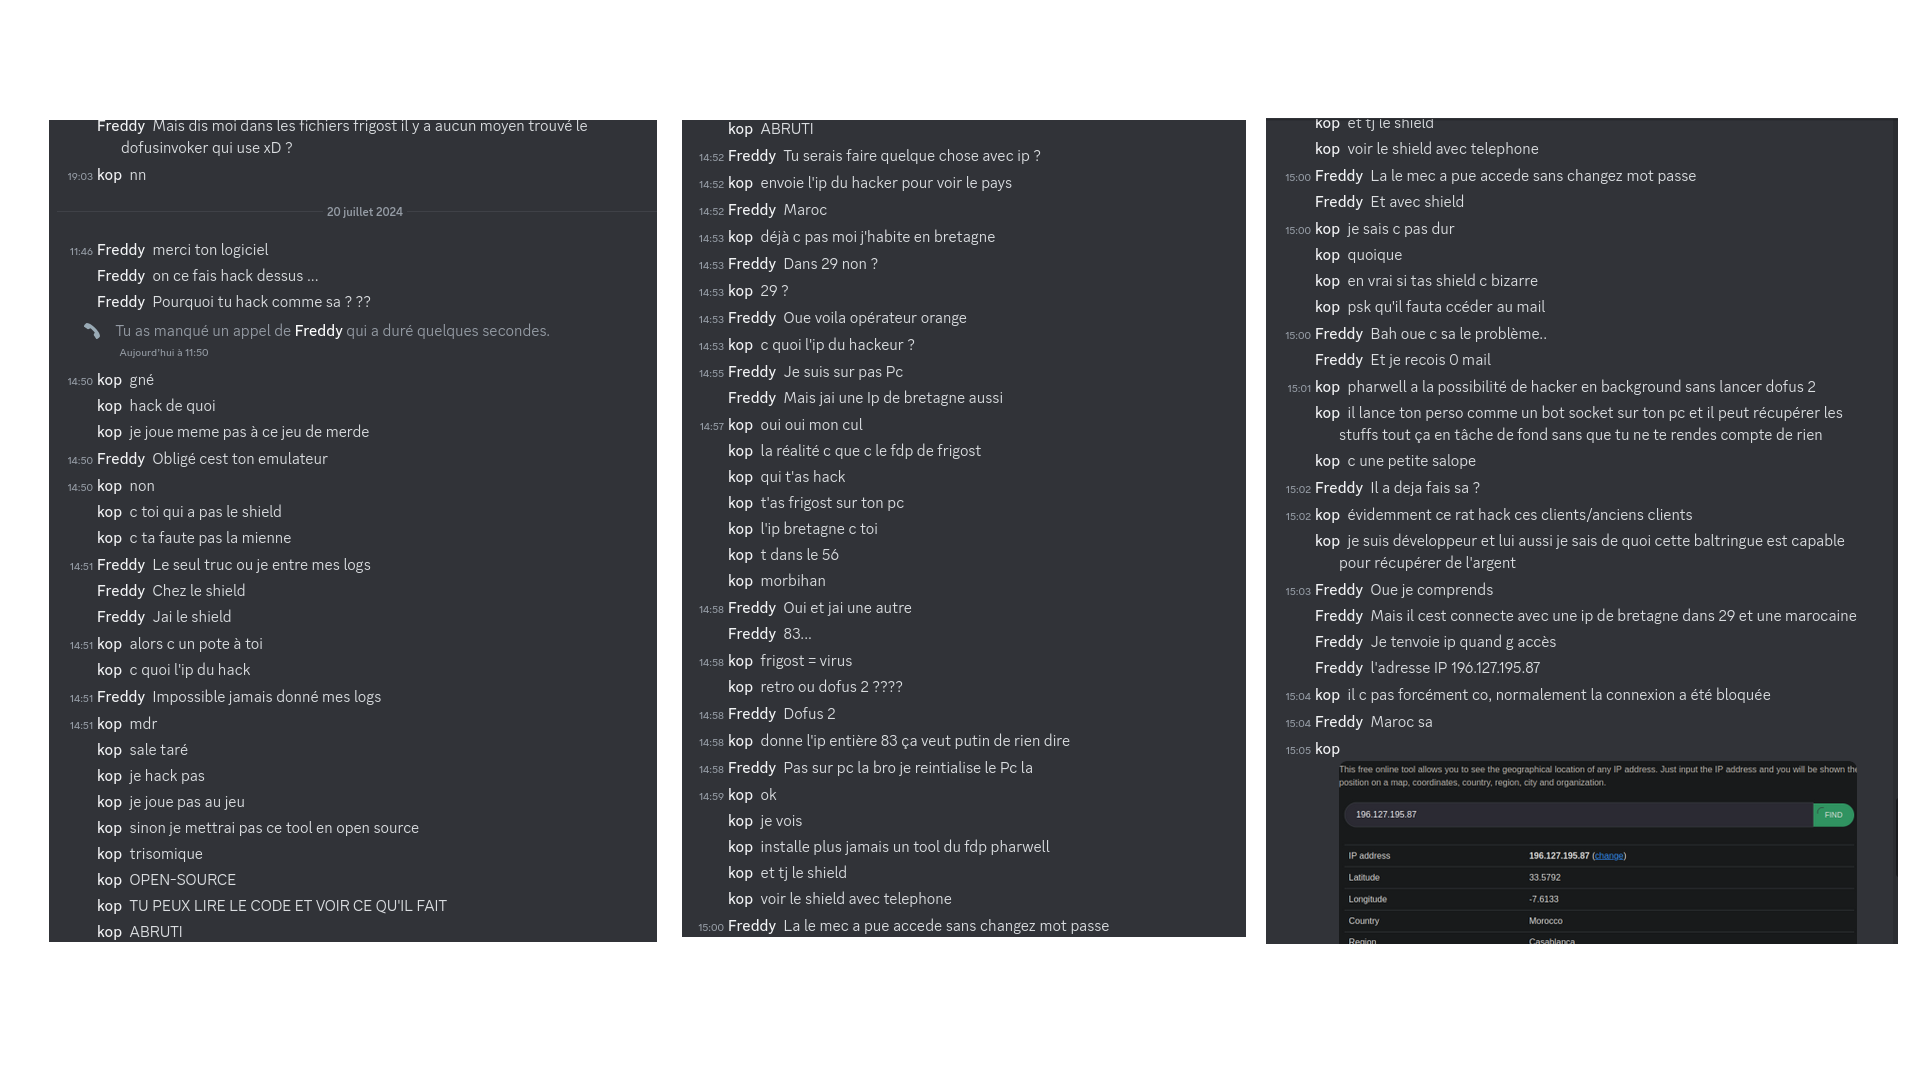 Freddy Mais dis moi dans les fichiers frigost il y a aucun moyen trouvé le
dofusinvoker qui use xD ?
19:03 kop nn
20 juillet 2024
11:46 Freddy merci ton logiciel
Freddy on ce fais hack dessus ...
Freddy Pourquoi tu hack comme sa ? ??
Tu as manqué un appel de Freddy qui a duré quelques secondes.
Aujourd'hui à 11:50
14:50 kop gné
kop hack de quoi
kop je joue meme pas à ce jeu de merde
14:50 Freddy Obligé cest ton emulateur
14:50 kop non
kop c toi qui a pas le shield
kop c ta faute pas la mienne
14:51 Freddy Le seul truc ou je entre mes logs
Freddy Chez le shield
Freddy Jai le shield
14:51 kop alors c un pote à toi
kop c quoi l'ip du hack
14:51 Freddy Impossible jamais donné mes logs
14:51 kop mdr
kop sale taré
kop je hack pas
kop je joue pas au jeu
kop sinon je mettrai pas ce tool en open source
kop trisomique
kop OPEN-SOURCE
kop TU PEUX LIRE LE CODE ET VOIR CE QU'IL FAIT
kop ABRUTI
kop ABRUTI
14:52 Freddy Tu serais faire quelque chose avec ip ?
14:52 kop envoie l'ip du hacker pour voir le pays
14:52 Freddy Maroc
14:53 kop déjà c pas moi j'habite en bretagne
14:53 Freddy Dans 29 non ?
14:53 kop 29 ?
14:53 Freddy Oue voila opérateur orange
14:53 kop c quoi l'ip du hackeur ?
14:55 Freddy Je suis sur pas Pc
Freddy Mais jai une Ip de bretagne aussi
14:57 kop oui oui mon cul
kop la réalité c que c le fdp de frigost
kop qui t'as hack
kop t'as frigost sur ton pc
kop l'ip bretagne c toi
kop t dans le 56
kop morbihan
14:58 Freddy Oui et jai une autre
Freddy 83...
14:58 kop frigost = virus
kop retro ou dofus 2 ????
14:58 Freddy Dofus 2
14:58 kop donne l'ip entière 83 ça veut putin de rien dire
14:58 Freddy Pas sur pc la bro je reintialise le Pc la
14:59 kop ok
kop je vois
kop installe plus jamais un tool du fdp pharwell
kop et tj le shield
kop voir le shield avec telephone
15:00 Freddy La le mec a pue accede sans changez mot passe
kop et tj le shield
kop voir le shield avec telephone
15:00 Freddy La le mec a pue accede sans changez mot passe
Freddy Et avec shield
15:00 kop je sais c pas dur
kop quoique
kop en vrai si tas shield c bizarre
kop psk qu'il fauta ccéder au mail
15:00 Freddy Bah oue c sa le problème..
Freddy Et je recois 0 mail
15:01 kop pharwell a la possibilité de hacker en background sans lancer dofus 2
kop il lance ton perso comme un bot socket sur ton pc et il peut récupérer les
stuffs tout ça en tâche de fond sans que tu ne te rendes compte de rien
kop c une petite salope
15:02 Freddy Il a deja fais sa ?
15:02 kop évidemment ce rat hack ces clients/anciens clients
kop je suis développeur et lui aussi je sais de quoi cette baltringue est capable
pour récupérer de l'argent
15:03 Freddy Oue je comprends
Freddy Mais il cest connecte avec une ip de bretagne dans 29 et une marocaine
Freddy Je tenvoie ip quand g accès
Freddy l'adresse IP 196.127.195.87
15:04 kop il c pas forcément co, normalement la connexion a été bloquée
15:04 Freddy Maroc sa
15:05 kop
This free online tool allows you to see the geographical location of any IP address. Just input the IP address and you will be shown the
position on a map, coordinates, country, region, city and organization.
196.127.195.87 FIND
IP address 196.127.195.87 (change)
Latitude 33.5792
Longitude -7.6133
Country Morocco
Region Casablanca